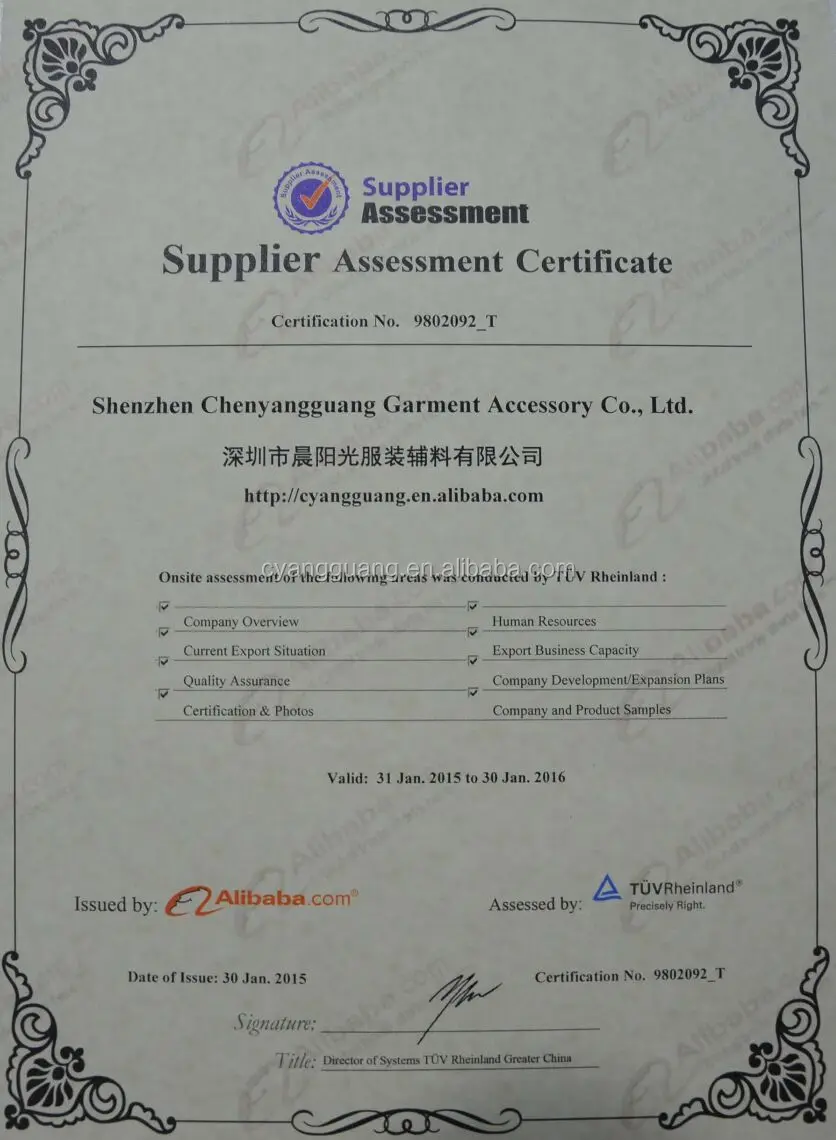 Supplier Assessment
Supplier
Assessment
Supplier Assessment Certificate
Certification No. 9802092_T
Shenzhen Chenyangguang Garment Accessory Co., Ltd.
深圳市晨阳光服装辅料有限公司
http://cyangguang.en.alibaba.com
cyangguang.en.alibaba.com
Onsite assessment of the following areas was conducted by TÜV Rheinland :
Company Overview Human Resources
Current Export Situation Export Business Capacity
Quality Assurance Company Development/Expansion Plans
Certification & Photos Company and Product Samples
Valid: 31 Jan. 2015 to 30 Jan. 2016
Issued by: Alibaba.com® Assessed by: TÜVRheinland®
Precisely Right.
Date of Issue: 30 Jan. 2015 Certification No. 9802092_T
Signature:
Title: Director of Systems TÜV Rheinland Greater China